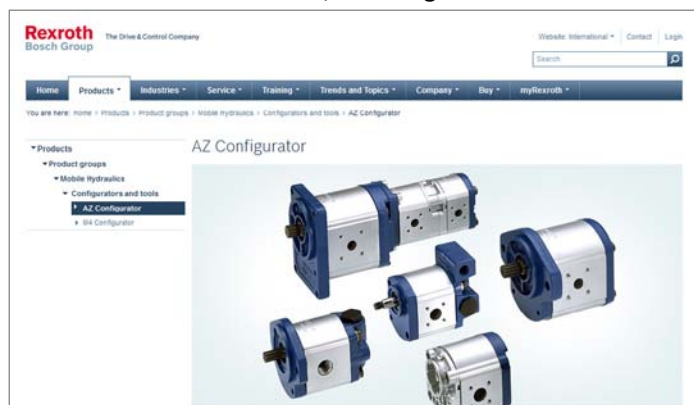 Rexroth
Bosch Group
The Drive & Control Company
Website: International
Contact
Login
Search
Home
Products
Industries
Service
Training
Trends and Topics
Company
Buy
myRexroth
You are here: Home > Products > Product groups > Mobile Hydraulics > Configurators and tools > AZ Configurator
Products
Product groups
Mobile Hydraulics
Configurators and tools
AZ Configurator
M4 Configurator
AZ Configurator